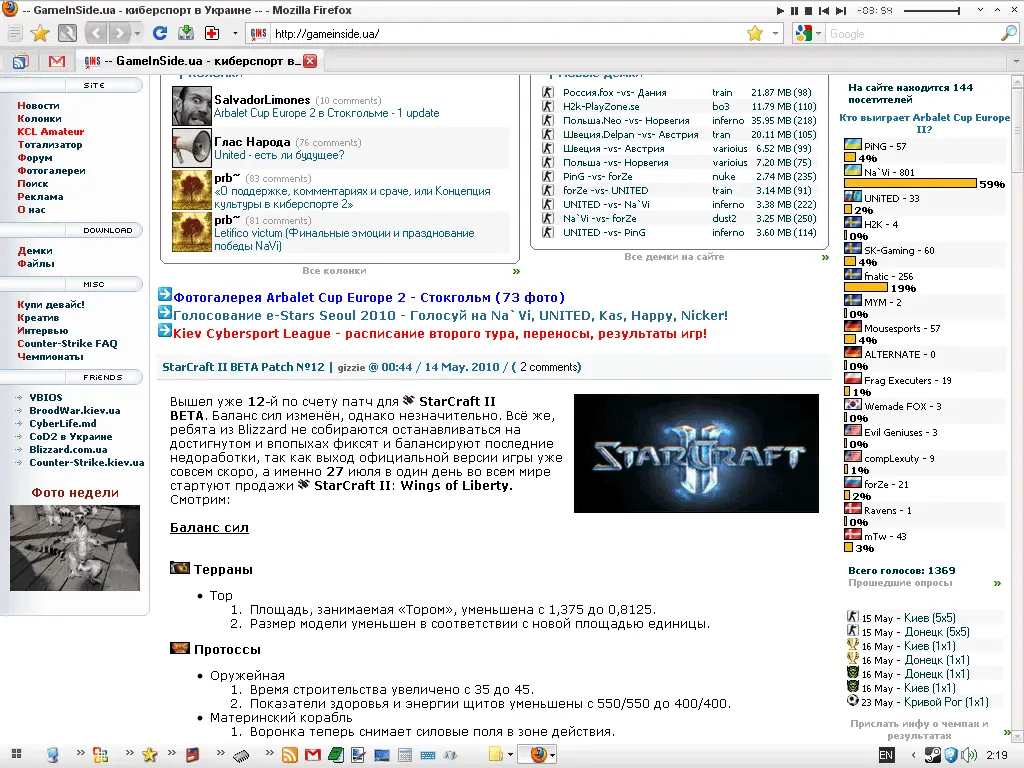 -- GameInSide.ua - киберспорт в Украине -- - Mozilla Firefox
-03:54
http://gameinside.ua/
Google
-- GameInSide.ua - киберспорт в...
SiTE
Новости
Колонки
KCL Amateur
Тотализатор
Форум
Фотогалереи
Поиск
Реклама
О нас
DOWNLOAD
Демки
Файлы
MISC
Купи девайс!
Креатив
Интервью
Counter-Strike FAQ
Чемпионаты
FRiENDS
VBIOS
BroodWar.kiev.ua
CyberLife.md
CoD2 в Украине
Blizzard.com.ua
Counter-Strike.kiev.ua
Фото недели
Колонки
SalvadorLimones (10 comments)
Arbalet Cup Europe 2 в Стокгольме - 1 update
Глас Народа (76 comments)
United - есть ли будущее?
prb~ (83 comments)
«О поддержке, комментариях и сраче, или Концепция
культуры в киберспорте 2»
prb~ (81 comments)
Letifico victum (Финальные эмоции и празднование
победы NaVi)
Все колонки »
Новые демки
Россия.fox -vs- Дания train 21.87 MB (98)
H2k-PlayZone.se bo3 11.79 MB (110)
Польша.Neo -vs- Норвегия inferno 35.95 MB (218)
Швеция.Delpan -vs- Австрия tran 20.11 MB (105)
Швеция -vs- Австрия varioius 6.52 MB (99)
Польша -vs- Норвегия varioius 7.20 MB (75)
PinG -vs- forZe nuke 2.74 MB (235)
forZe -vs- UNITED train 3.14 MB (91)
UNITED -vs- Na`Vi inferno 3.38 MB (222)
Na`Vi -vs- forZe dust2 3.25 MB (250)
UNITED -vs- PinG inferno 3.60 MB (114)
Все демки на сайте »
Фотогалерея Arbalet Cup Europe 2 - Стокгольм (73 фото)
Голосование e-Stars Seoul 2010 - Голосуй на Na`Vi, UNITED, Kas, Happy, Nicker!
Kiev Cybersport League - расписание второго тура, переносы, результаты игр!
StarCraft II BETA Patch №12 | gizzie @ 00:44 / 14 May. 2010 / ( 2 comments)
Вышел уже 12-й по счету патч для StarCraft II
BETA. Баланс сил изменён, однако незначительно. Всё же,
ребята из Blizzard не собираются останавливаться на
достигнутом и впопыхах фиксят и балансируют последние
недоработки, так как выход официальной версии игры уже
совсем скоро, а именно 27 июля в один день во всем мире
стартуют продажи StarCraft II: Wings of Liberty.
Смотрим:
STARCRAFT II
Баланс сил
Терраны
• Тор
1. Площадь, занимаемая «Тором», уменьшена с 1,375 до 0,8125.
2. Размер модели уменьшен в соответствии с новой площадью единицы.
Протоссы
• Оружейная
1. Время строительства увеличено с 35 до 45.
2. Показатели здоровья и энергии щитов уменьшены с 550/550 до 400/400.
• Материнский корабль
1. Воронка теперь снимает силовые поля в зоне действия.
На сайте находится 144
посетителей
Кто выиграет Arbalet Cup Europe
II?
PiNG - 57
4%
Na`Vi - 801
59%
UNiTED - 33
2%
H2K - 4
0%
SK-Gaming - 60
4%
fnatic - 256
19%
MYM - 2
0%
Mousesports - 57
4%
ALTERNATE - 0
0%
Frag Executers - 19
1%
Wemade FOX - 3
0%
Evil Geniuses - 3
0%
compLexuty - 9
1%
forZe - 21
2%
Ravens - 1
0%
mTw - 43
3%
Всего голосов: 1369
Прошедшие опросы »
15 May - Киев (5x5)
15 May - Донецк (5x5)
16 May - Киев (1x1)
16 May - Донецк (1x1)
16 May - Донецк (1x1)
16 May - Киев (1x1)
23 May - Кривой Рог (1x1)
Прислать инфу о чемпах и
результатах »
EN
2:19